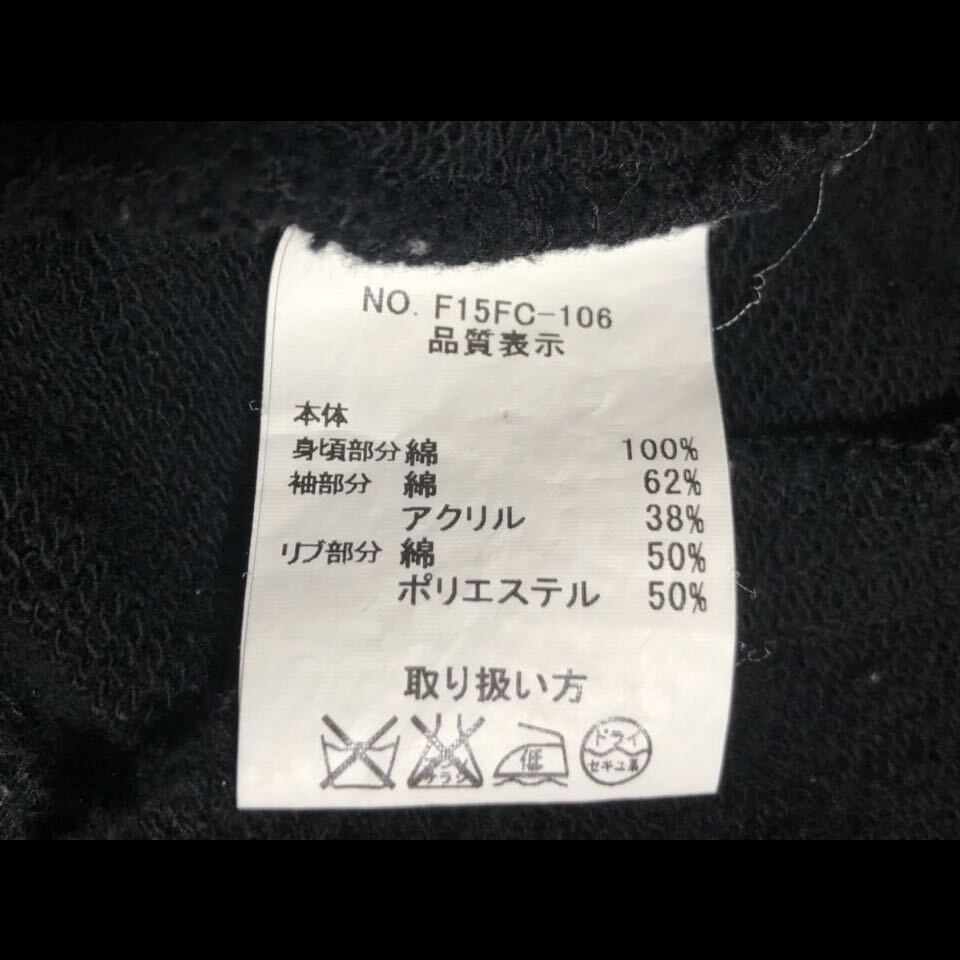 NO. F15FC-106
品質表示
本体
身頃部分 綿 100%
袖部分 綿 62%
アクリル 38%
リブ部分 綿 50%
ポリエステル 50%
取り扱い方
低
ドライ
セキユ系